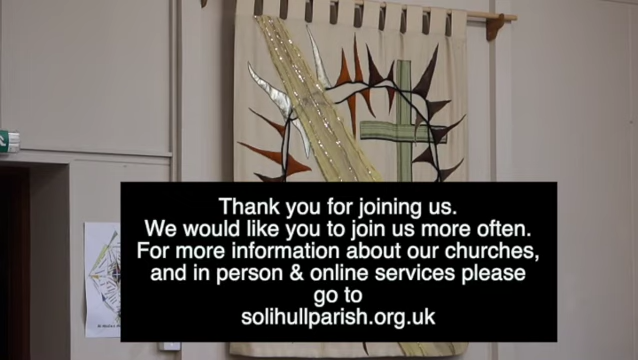 Thank you for joining us.
We would like you to join us more often.
For more information about our churches,
and in person & online services please
go to
solihullparish.org.uk